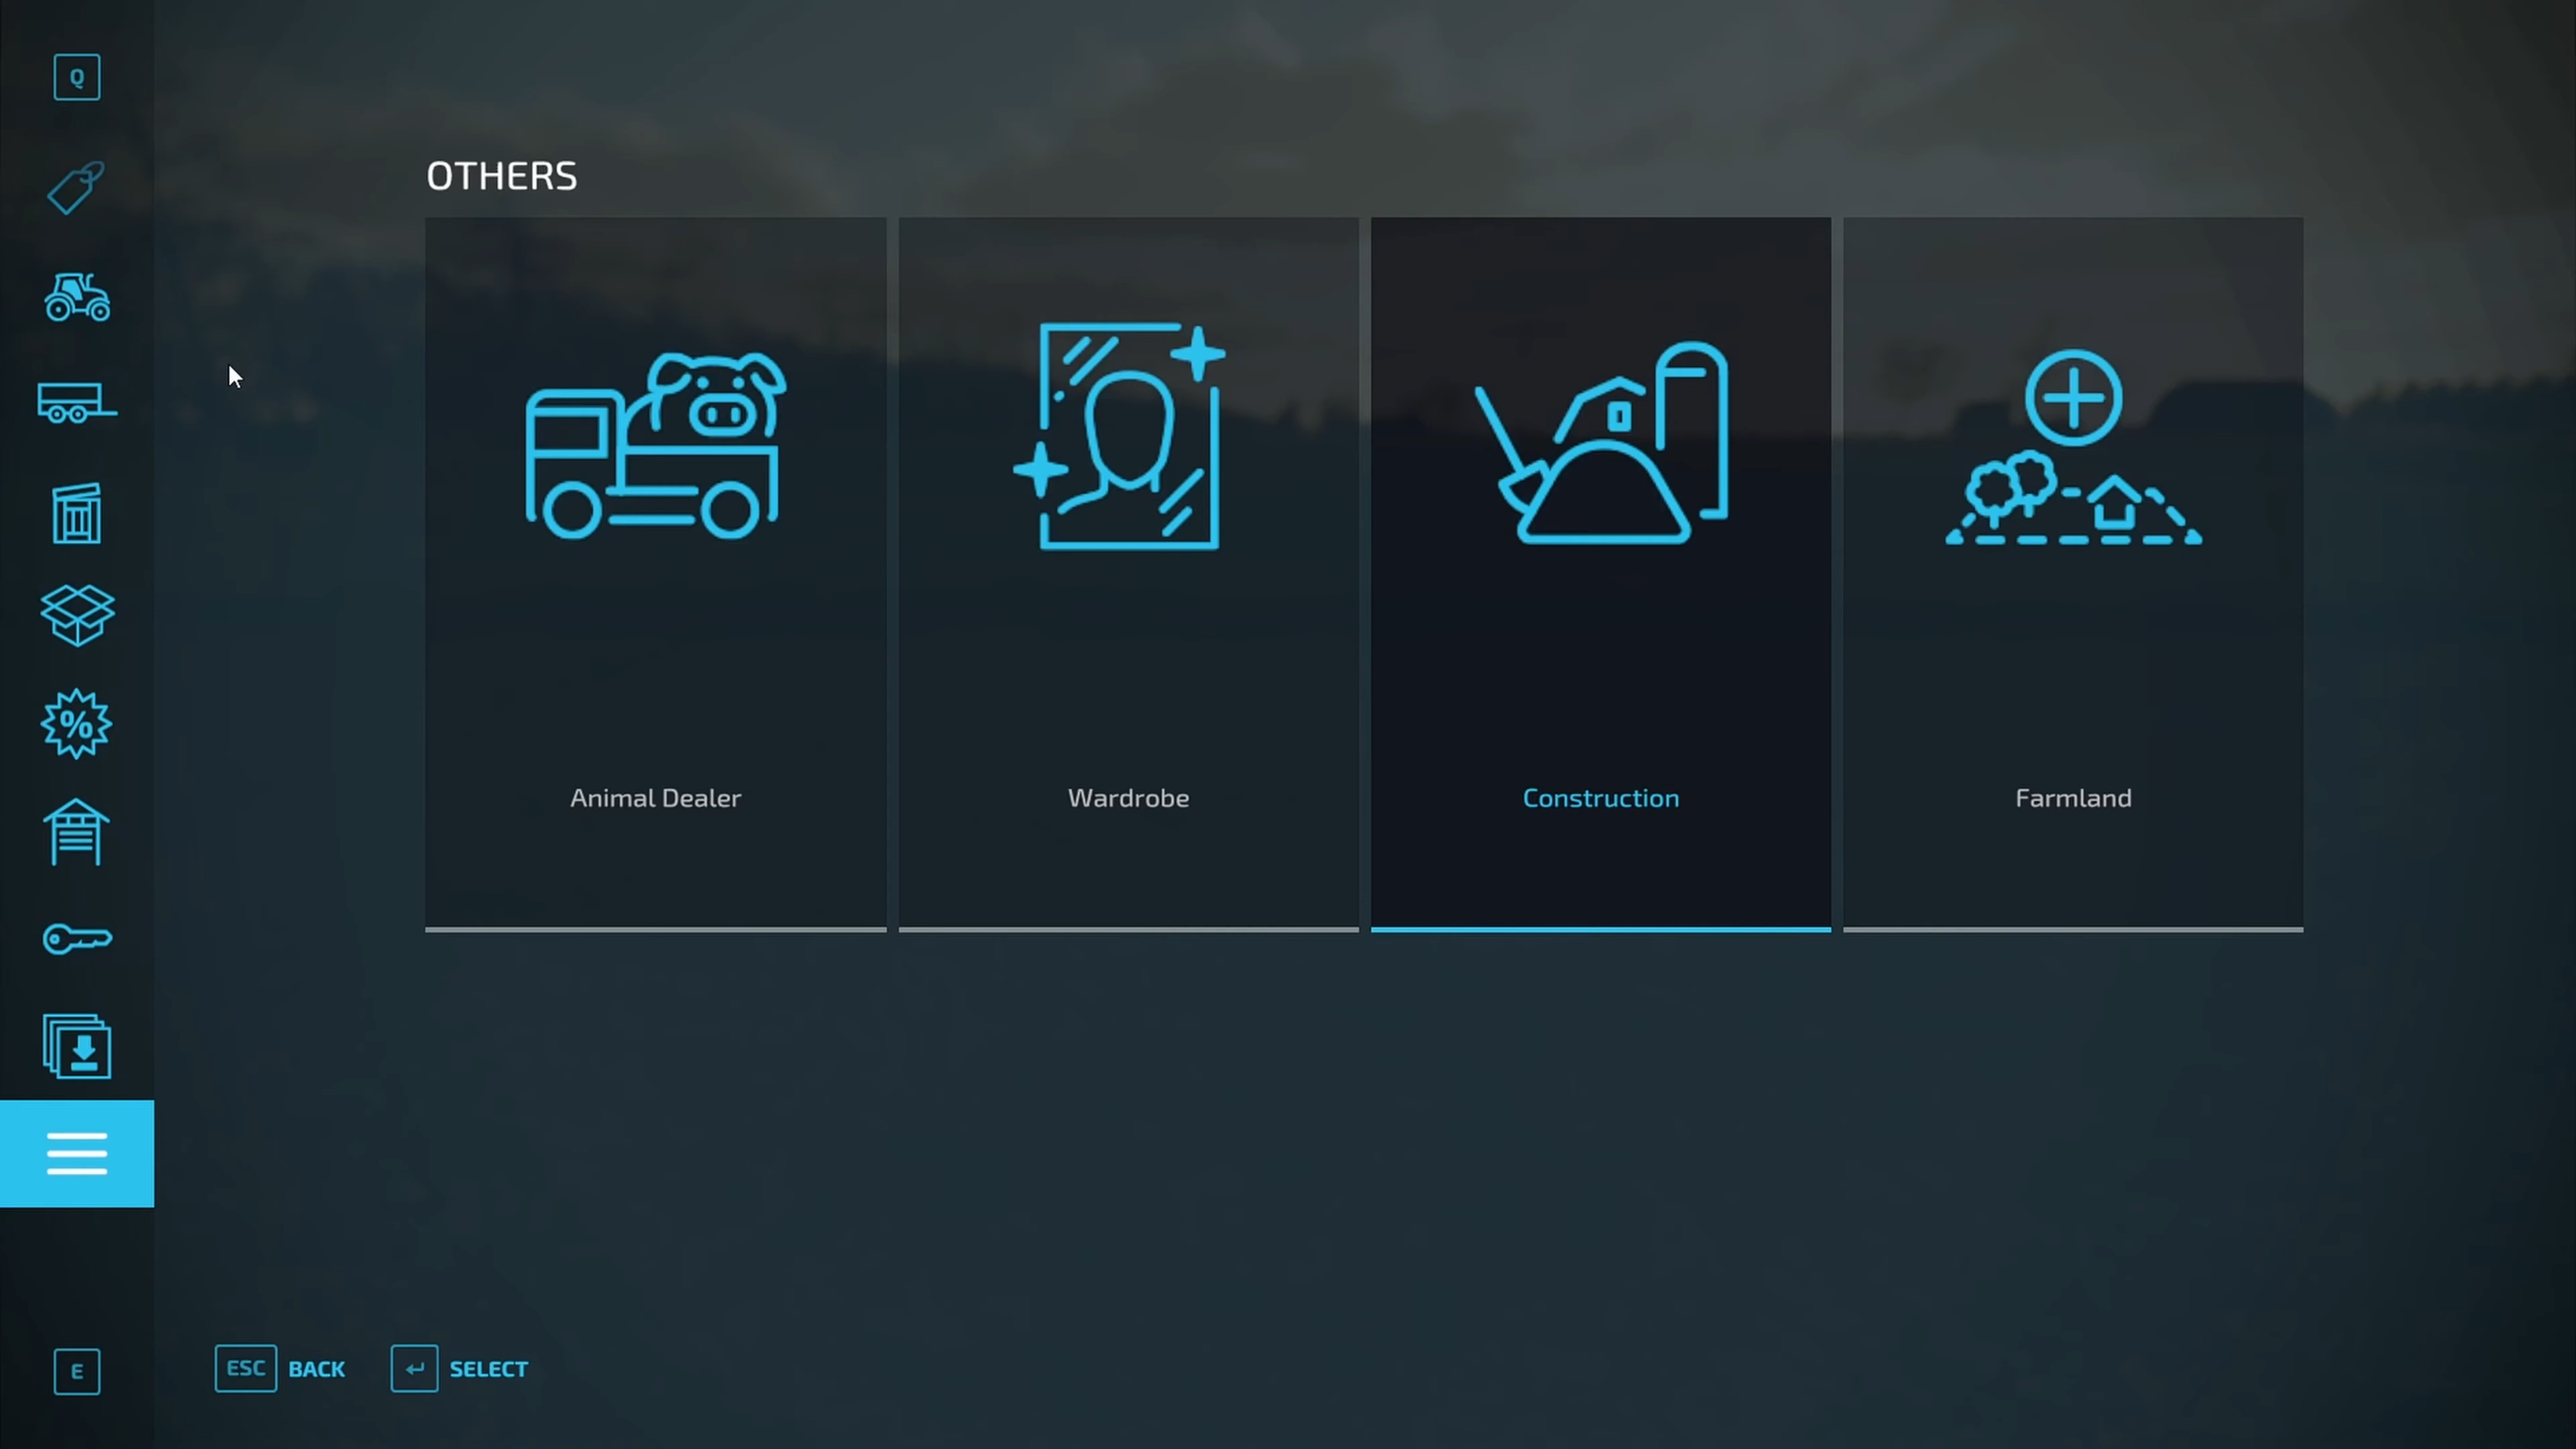 Q
OTHERS
%
Animal Dealer
Wardrobe
Construction
Farmland
E
ESC BACK
SELECT